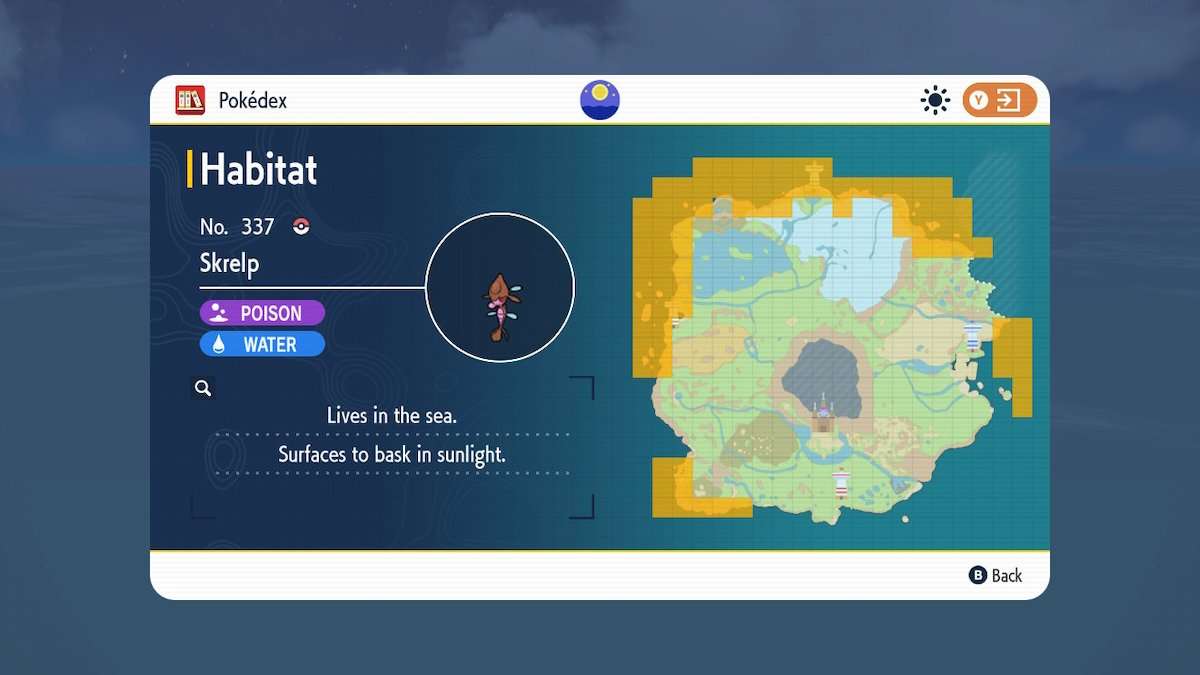 Pokédex
Y
Habitat
No. 337
Skrelp
POISON
WATER
Lives in the sea.
Surfaces to bask in sunlight.
B Back